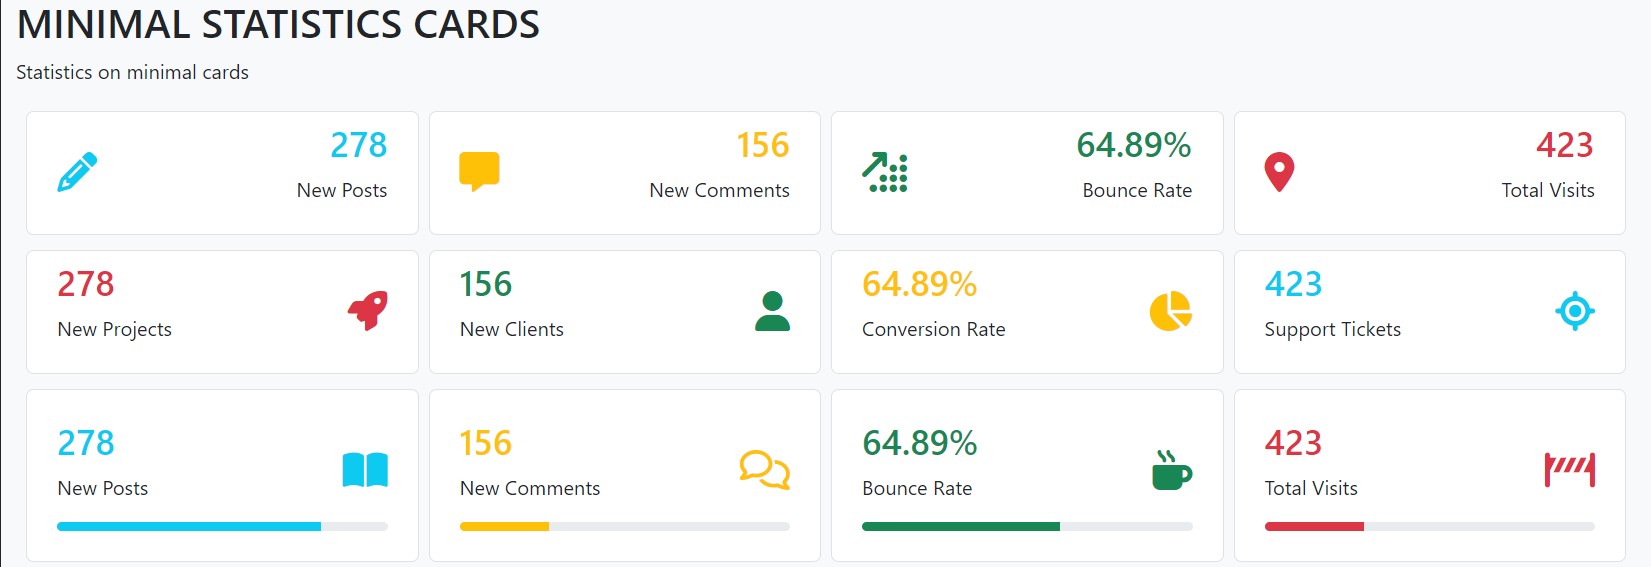 MINIMAL STATISTICS CARDS
Statistics on minimal cards
278
New Posts
156
New Comments
64.89%
Bounce Rate
423
Total Visits
278
New Projects
156
New Clients
64.89%
Conversion Rate
423
Support Tickets
278
New Posts
156
New Comments
64.89%
Bounce Rate
423
Total Visits